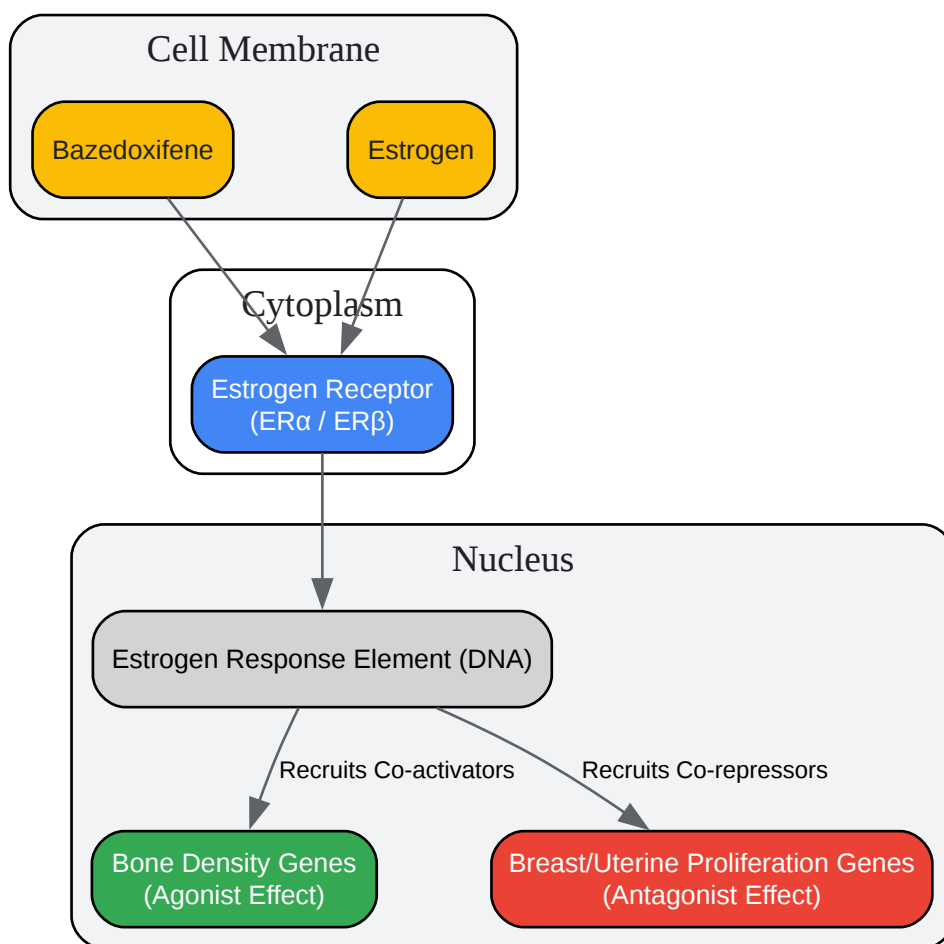 Cell Membrane
Bazedoxifene
Estrogen
Cytoplasm
Estrogen Receptor
(ERα / ERβ)
Nucleus
Estrogen Response Element (DNA)
Recruits Co-activators
Recruits Co-repressors
Bone Density Genes
(Agonist Effect)
Breast/Uterine Proliferation Genes
(Antagonist Effect)